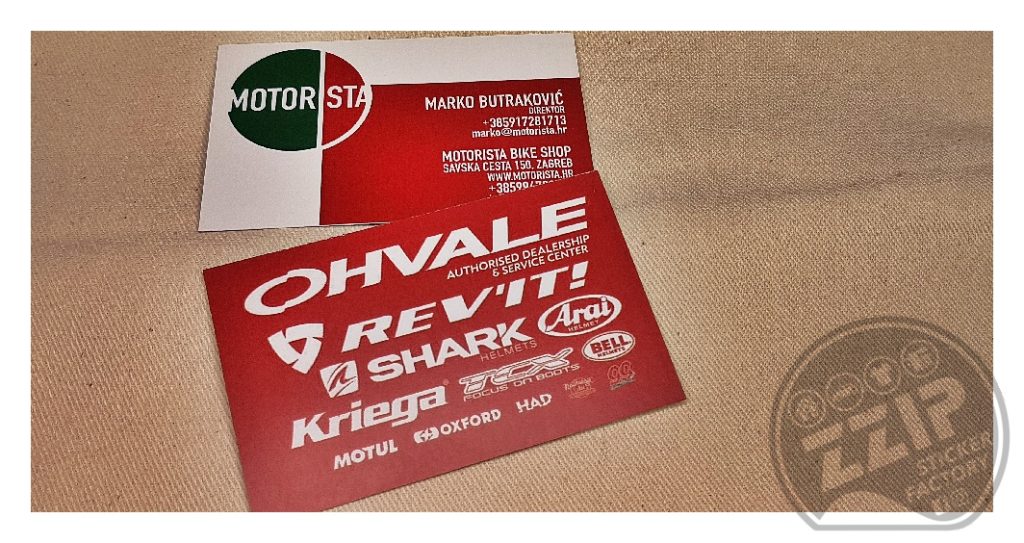 MOTORISTA
MARKO BUTRAKOVIĆ
DIREKTOR
+385917281713
marko@motorista.hr
MOTORISTA BIKE SHOP
SAVSKA CESTA 150, ZAGREB
WWW.MOTORISTA.HR
OHVALE
AUTHORISED DEALERSHIP
& SERVICE CENTER
REV'IT!
Arai
HELMET
SHARK
HELMETS
BELL
HELMETS
TCX
FOCUS ON BOOTS
Kriega
MOTUL
OXFORD
HAD
ZZIP
STICKER
FACTORY